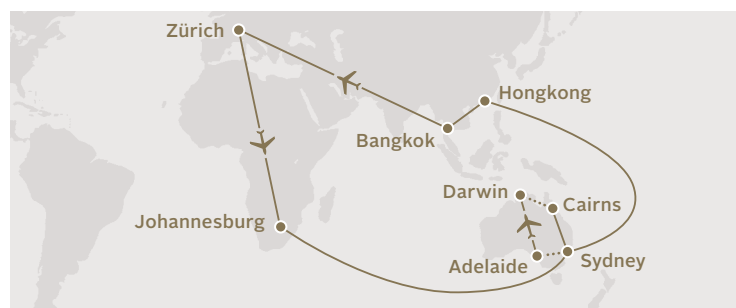 Zürich
Hongkong
Bangkok
Darwin
Cairns
Johannesburg
Adelaide
Sydney